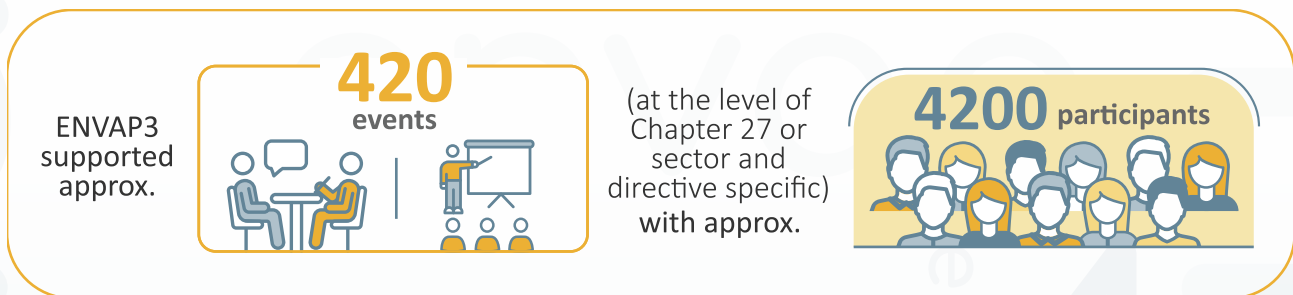 ENVAP3
supported
approx.
420
events
(at the level of
Chapter 27 or
sector and
directive specific)
with approx.
4200 participants